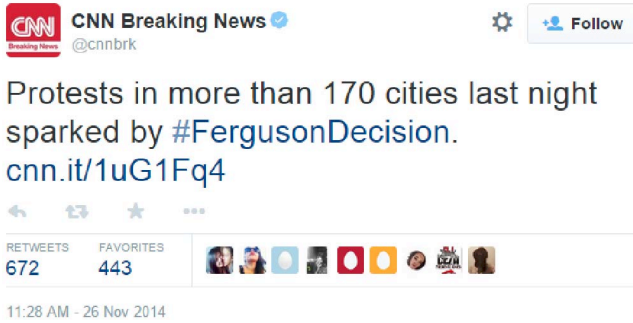 CNN
Breaking News
CNN Breaking News
@cnnbrk
Follow
Protests in more than 170 cities last night
sparked by #FergusonDecision.
cnn.it/1uG1Fq4
RETWEETS FAVORITES
672 443
11:28 AM - 26 Nov 2014